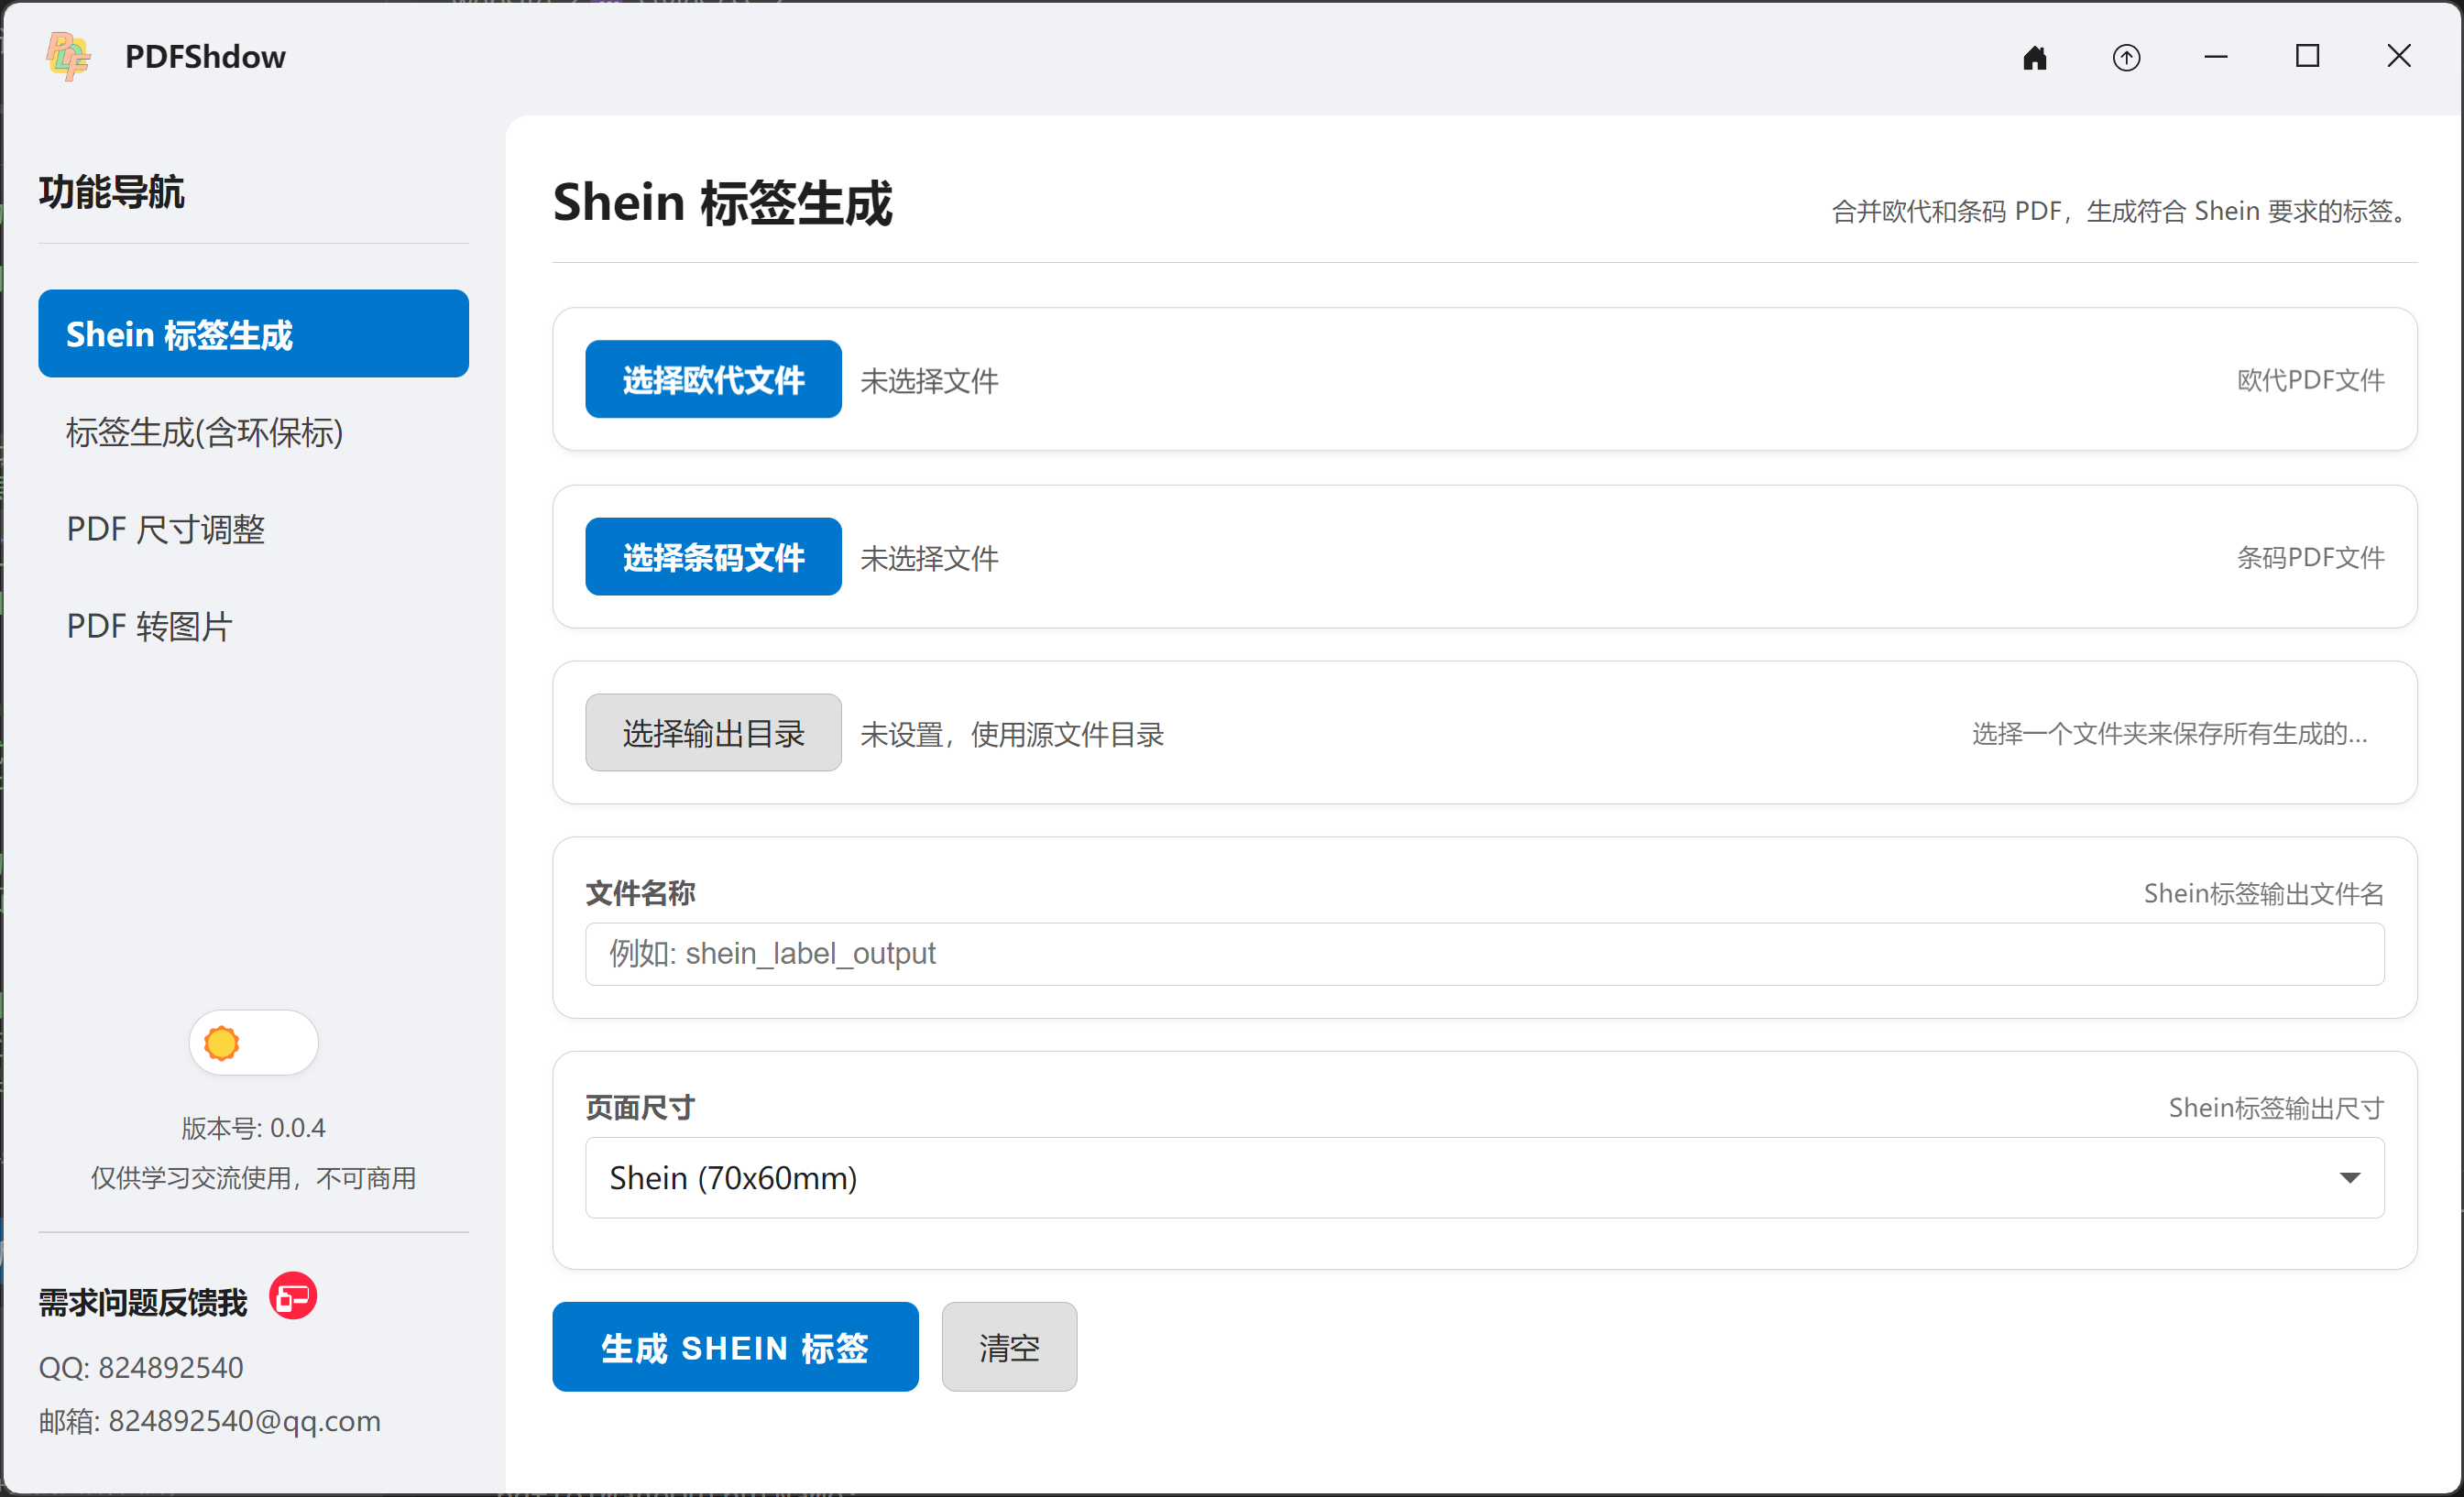 PDFShdow
功能导航
Shein 标签生成
标签生成(含环保标)
PDF 尺寸调整
PDF 转图片
版本号: 0.0.4
仅供学习交流使用，不可商用
需求问题反馈我
QQ: 824892540
邮箱: 824892540@qq.com
Shein 标签生成
合并欧代和条码 PDF，生成符合 Shein 要求的标签。
选择欧代文件 未选择文件 欧代PDF文件
选择条码文件 未选择文件 条码PDF文件
选择输出目录 未设置，使用源文件目录 选择一个文件夹来保存所有生成的...
文件名称 Shein标签输出文件名
例如: shein_label_output
页面尺寸 Shein标签输出尺寸
Shein (70x60mm)
生成 SHEIN 标签 清空